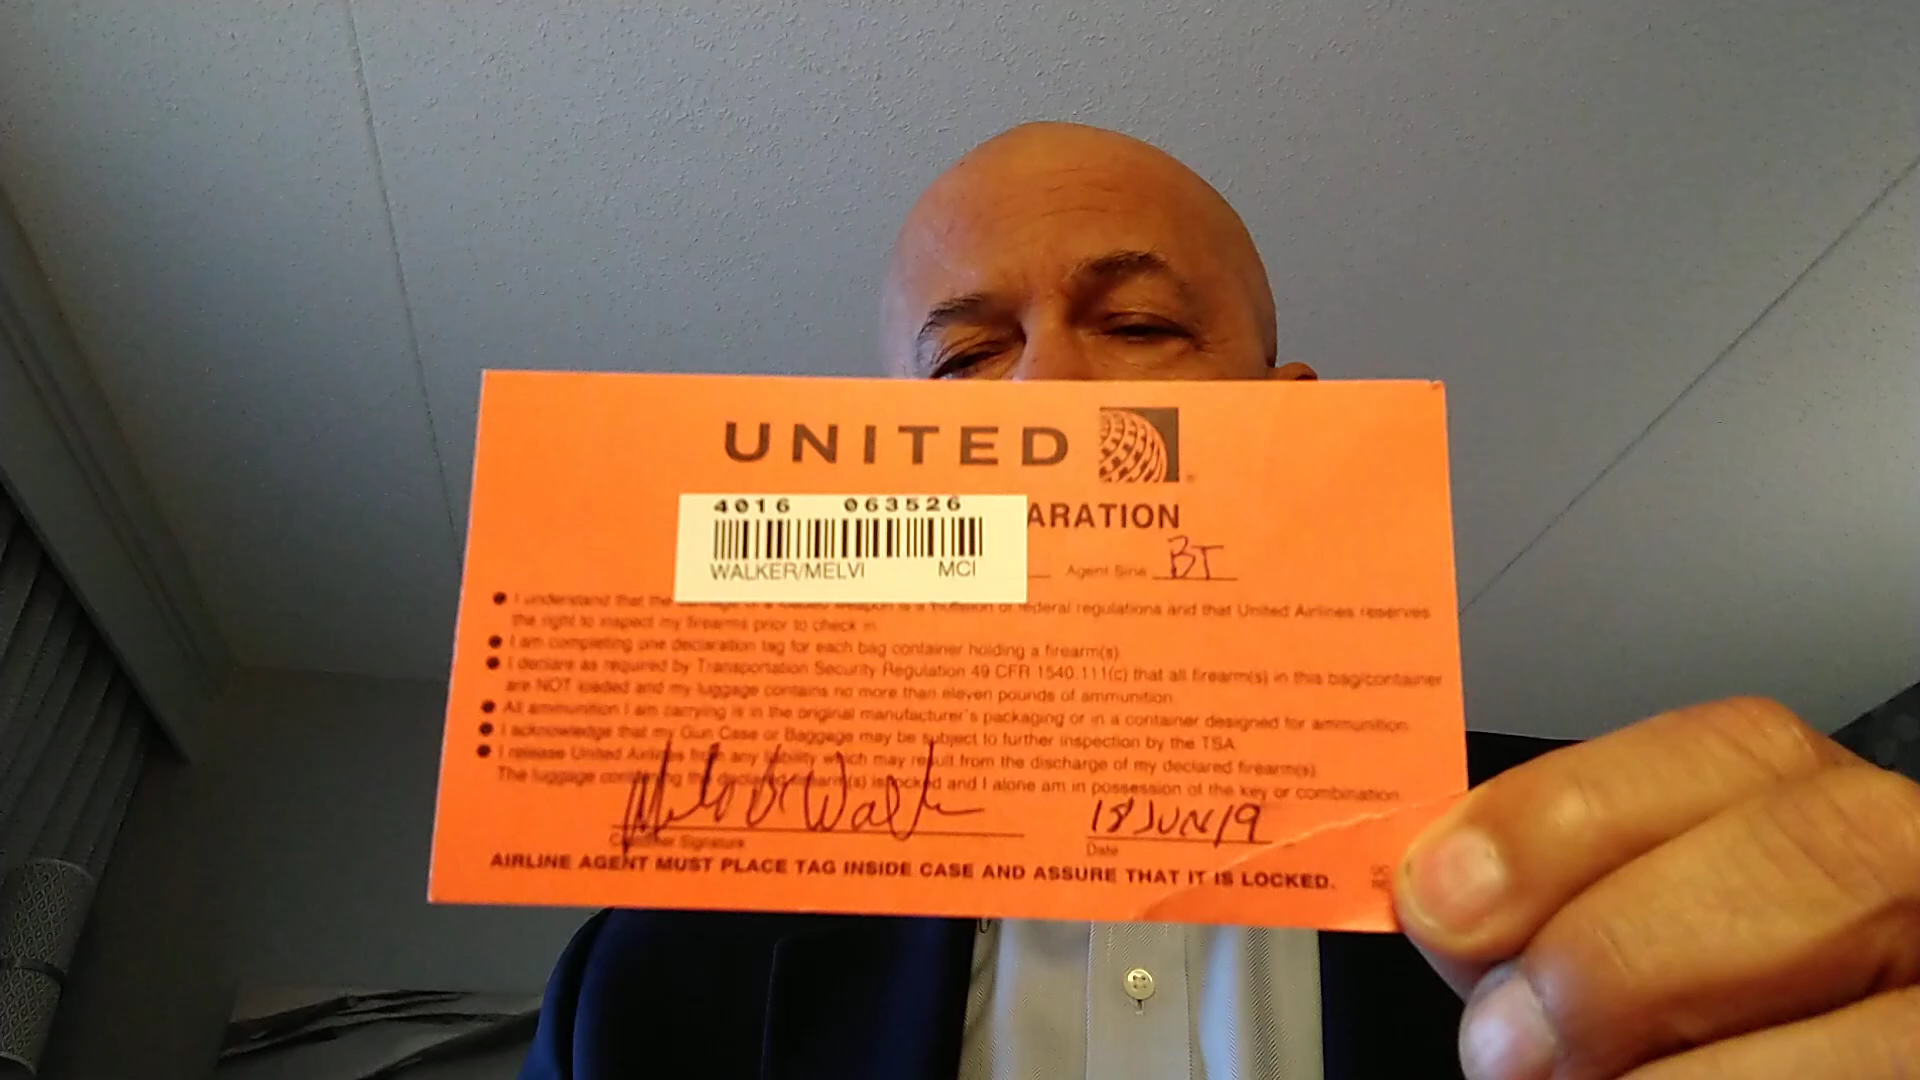 UNITED
4016 063526
ARATION
WALKER/MELVI MCI
Agent Sine BT
I understand that the carriage of a loaded weapon is a violation of federal regulations and that United Airlines reserves
the right to inspect my firearms prior to check in.
I am completing one declaration tag for each bag container holding a firearm(s).
I declare as required by Transportation Security Regulation 49 CFR 1540.111(c) that all firearm(s) in this bag/container
are NOT loaded and my luggage contains no more than eleven pounds of ammunition.
All ammunition I am carrying is in the original manufacturer's packaging or in a container designed for ammunition.
I acknowledge that my Gun Case or Baggage may be subject to further inspection by the TSA.
I release United Airlines from any liability which may result from the discharge of my declared firearm(s).
The luggage containing the declared firearm(s) is locked and I alone am in possession of the key or combination.
Walker 18 JUN 19
Customer Signature Date
AIRLINE AGENT MUST PLACE TAG INSIDE CASE AND ASSURE THAT IT IS LOCKED.